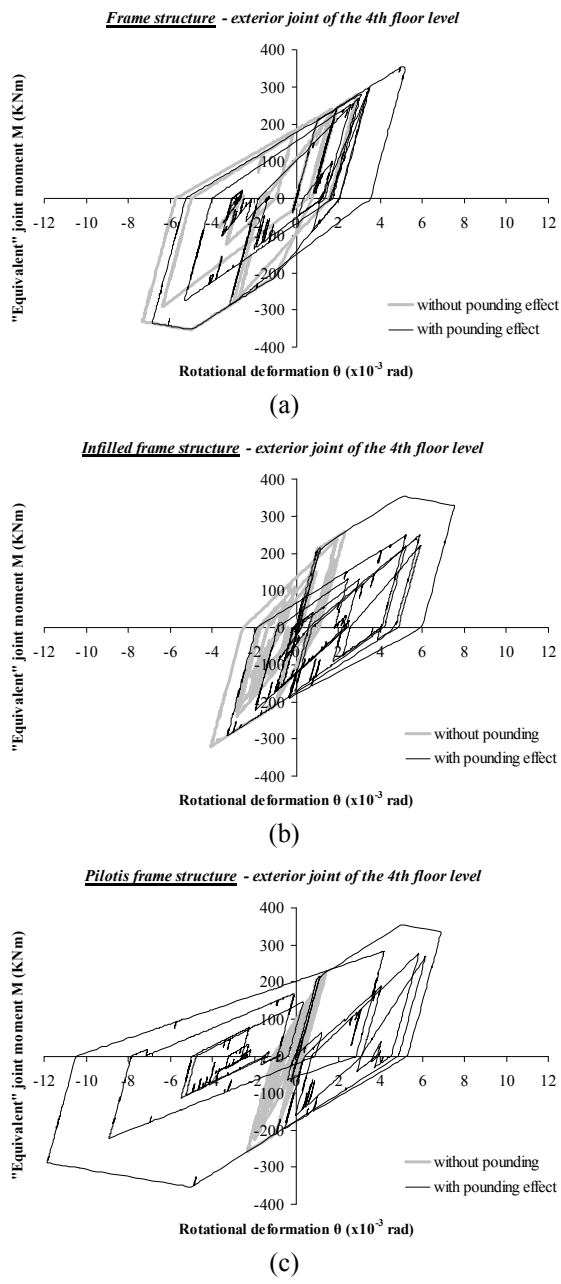 Frame structure - exterior joint of the 4th floor level
"Equivalent" joint moment M (KNm)
400
300
200
100
0
-100
-200
-300
-400
-12 -10 -8 -6 -4 -2 0 2 4 6 8 10 12
without pounding effect
with pounding effect
Rotational deformation θ (x10⁻³ rad)
(a)
Infilled frame structure - exterior joint of the 4th floor level
"Equivalent" joint moment M (KNm)
400
300
200
100
0
-100
-200
-300
-400
-12 -10 -8 -6 -4 -2 0 2 4 6 8 10 12
without pounding
with pounding effect
Rotational deformation θ (x10⁻³ rad)
(b)
Pilotis frame structure - exterior joint of the 4th floor level
"Equivalent" joint moment M (KNm)
400
300
200
100
0
-100
-200
-300
-400
-12 -10 -8 -6 -4 -2 0 2 4 6 8 10 12
without pounding
with pounding effect
Rotational deformation θ (x10⁻³ rad)
(c)